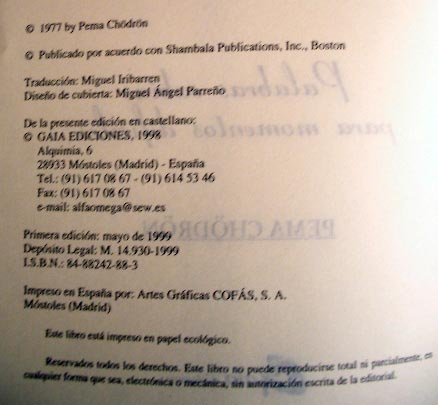 © 1977 by Pema Chödrön
© Publicado por acuerdo con Shambala Publications, Inc., Boston
Traducción: Miguel Iribarren
Diseño de cubierta: Miguel Ángel Parreño
De la presente edición en castellano:
© GAIA EDICIONES, 1998
Alquimia, 6
28933 Móstoles (Madrid) - España
Tel.: (91) 617 08 67 - (91) 614 53 46
Fax: (91) 617 08 67
e-mail: alfaomega@sew.es
Primera edición: mayo de 1999
Depósito Legal: M. 14.930-1999
I.S.B.N.: 84-88242-88-3
Impreso en España por: Artes Gráficas COFÁS, S. A.
Móstoles (Madrid)
Este libro está impreso en papel ecológico.
Reservados todos los derechos. Este libro no puede reproducirse total ni parcialmente, en
cualquier forma que sea, electrónica o mecánica, sin autorización escrita de la editorial.
Palabras
para momentos
PEMA CHÖDRÖN